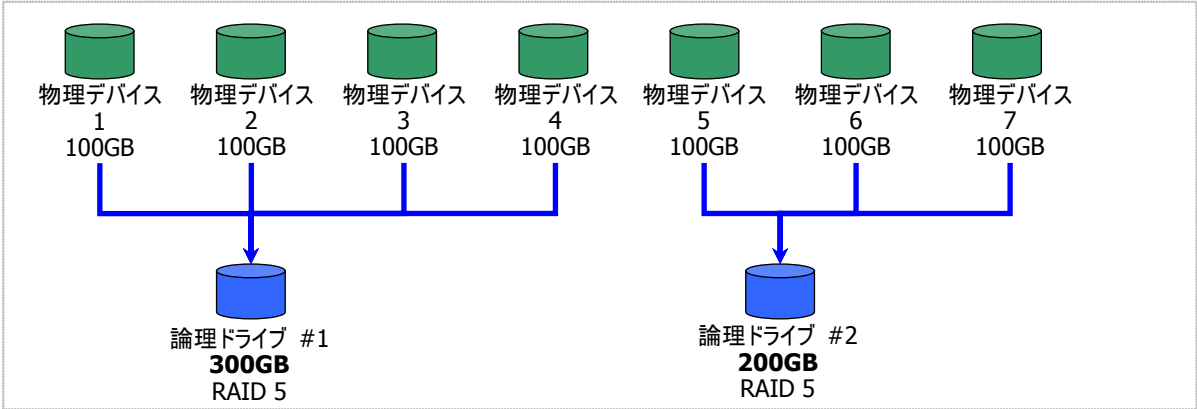 物理デバイス 物理デバイス 物理デバイス 物理デバイス 物理デバイス 物理デバイス 物理デバイス
1 2 3 4 5 6 7
100GB 100GB 100GB 100GB 100GB 100GB 100GB
論理ドライブ #1 論理ドライブ #2
300GB 200GB
RAID 5 RAID 5